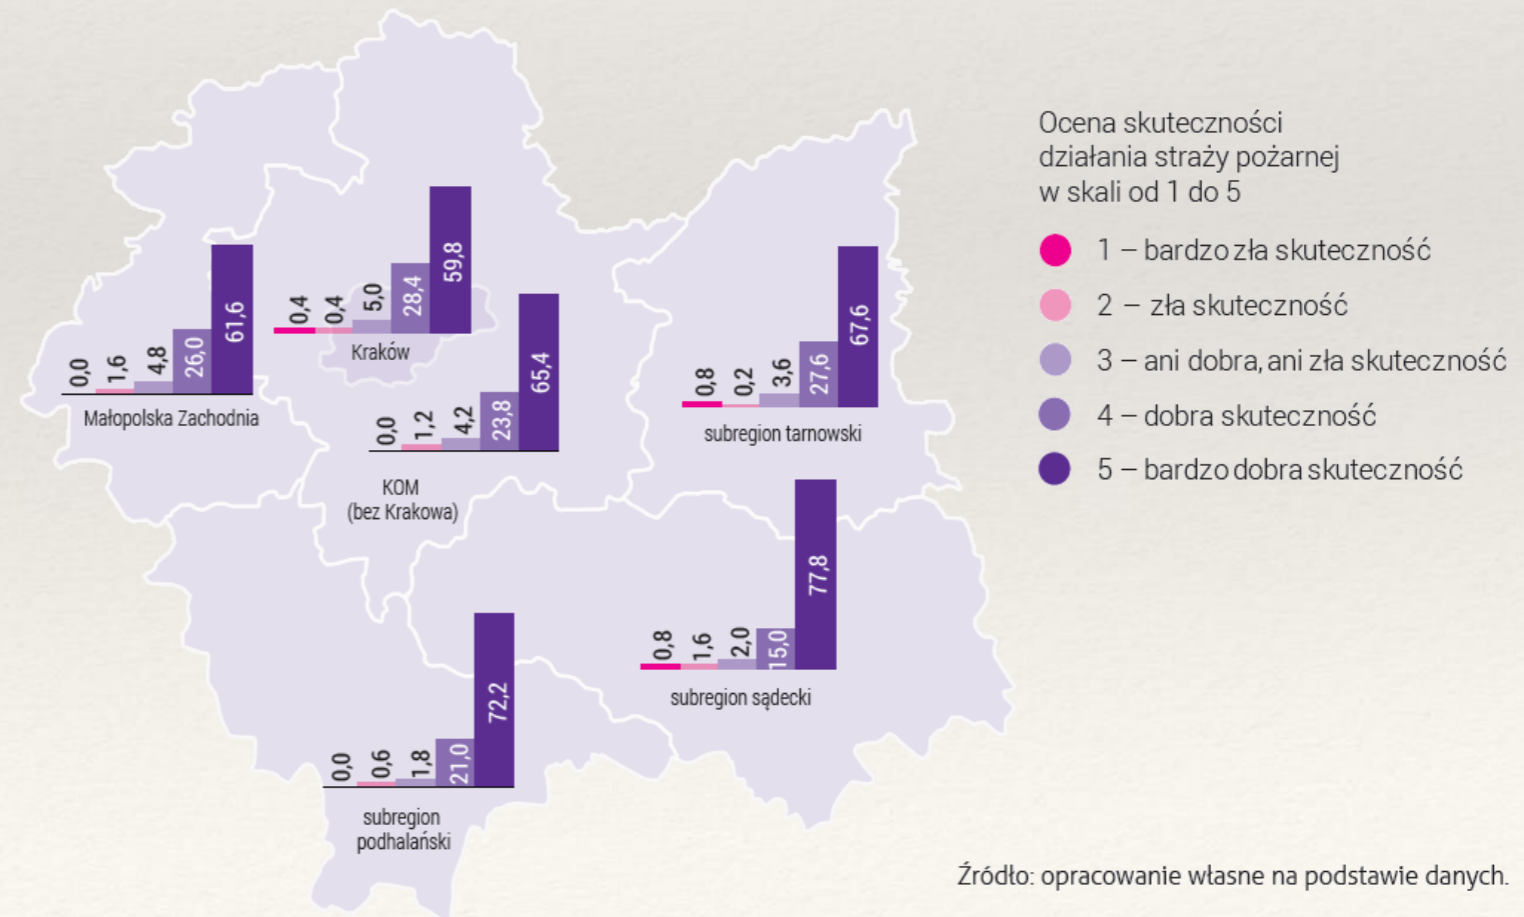 Ocena skuteczności
działania straży pożarnej
w skali od 1 do 5
1 – bardzo zła skuteczność
2 – zła skuteczność
3 – ani dobra, ani zła skuteczność
4 – dobra skuteczność
5 – bardzo dobra skuteczność
0,4 0,4 5,0 28,4 59,8
Kraków
0,0 1,6 4,8 26,0 61,6
Małopolska Zachodnia
0,0 1,2 4,2 23,8 65,4
KOM
(bez Krakowa)
0,8 0,2 3,6 27,6 67,6
subregion tarnowski
0,8 1,6 2,0 15,0 77,8
subregion sądecki
0,0 0,6 1,8 21,0 72,2
subregion
podhalański
Źródło: opracowanie własne na podstawie danych.